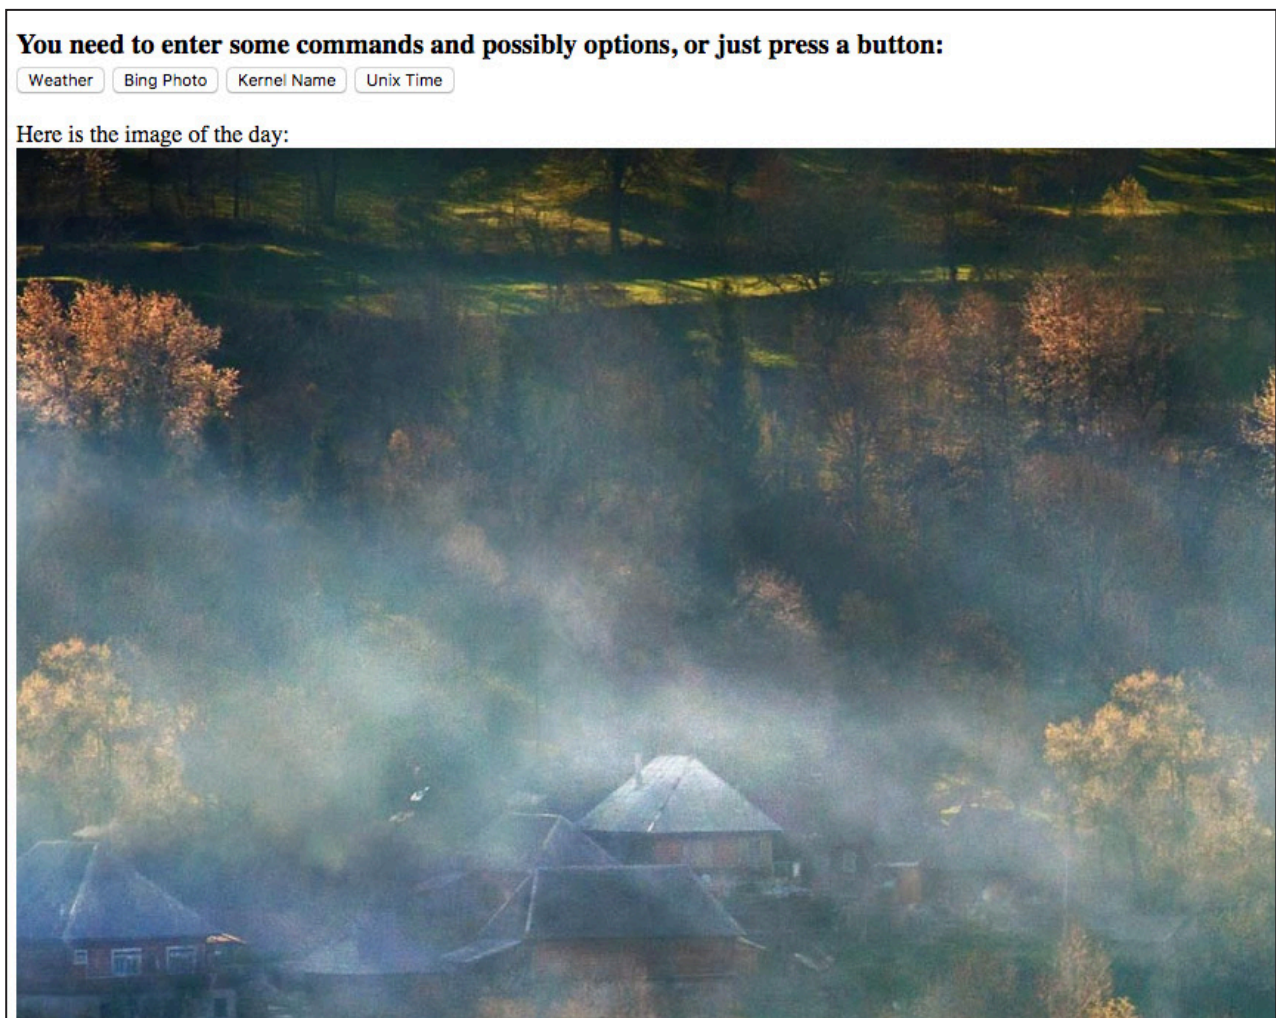 You need to enter some commands and possibly options, or just press a button:
Weather Bing Photo Kernel Name Unix Time
Here is the image of the day: